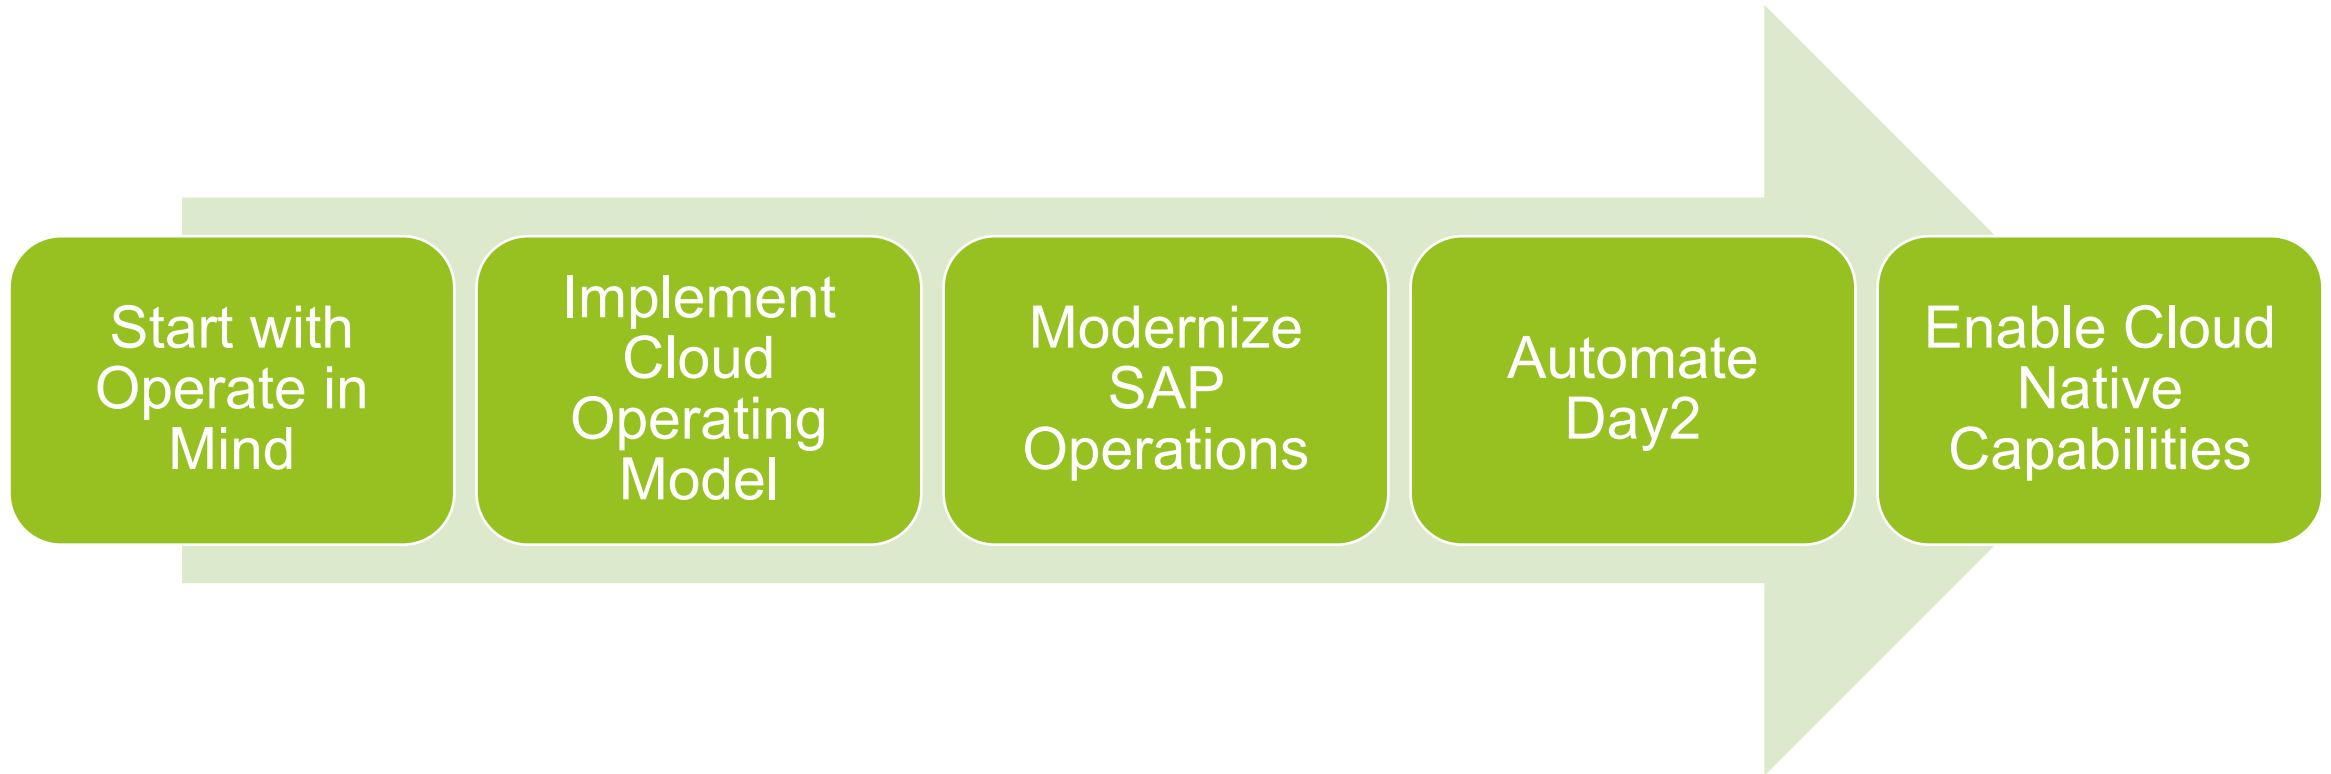 Start with
Operate in
Mind
Implement
Cloud
Operating
Model
Modernize
SAP
Operations
Automate
Day2
Enable Cloud
Native
Capabilities